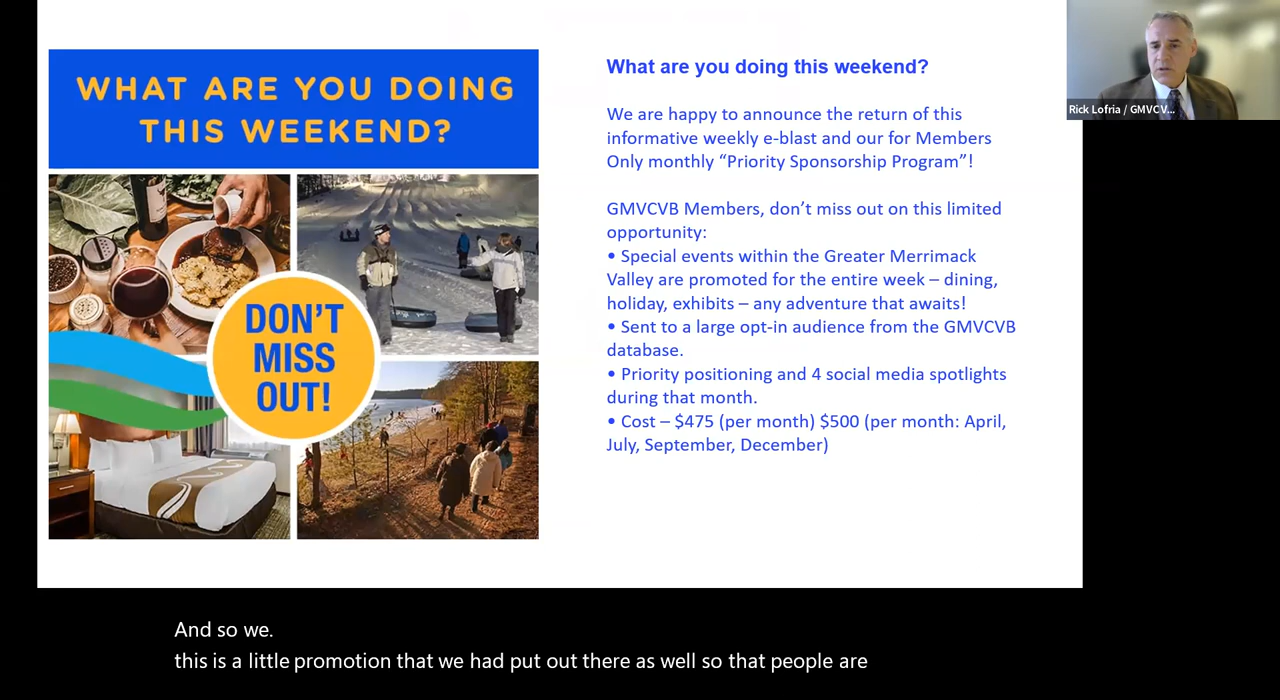 WHAT ARE YOU DOING
THIS WEEKEND?
DON'T
MISS
OUT!
What are you doing this weekend?
We are happy to announce the return of this
informative weekly e-blast and our for Members
Only monthly “Priority Sponsorship Program”!
GMVCVB Members, don’t miss out on this limited
opportunity:
• Special events within the Greater Merrimack
Valley are promoted for the entire week – dining,
holiday, exhibits – any adventure that awaits!
• Sent to a large opt-in audience from the GMVCVB
database.
• Priority positioning and 4 social media spotlights
during that month.
• Cost – $475 (per month) $500 (per month: April,
July, September, December)
Rick Lofria / GMVCV...
And so we.
this is a little promotion that we had put out there as well so that people are